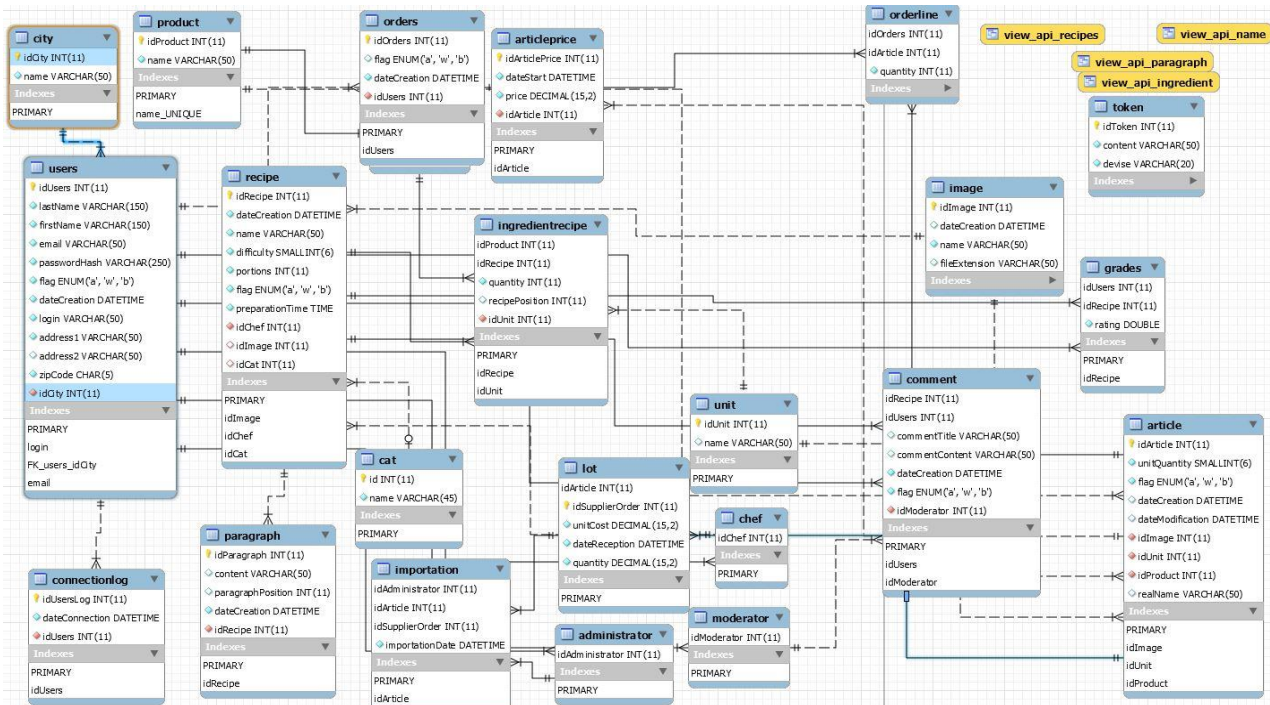 city
idCity INT(11)
name VARCHAR(50)
Indexes
PRIMARY
product
idProduct INT(11)
name VARCHAR(50)
Indexes
PRIMARY
name_UNIQUE
orders
idOrders INT(11)
flag ENUM('a', 'w', 'b')
dateCreation DATETIME
idUsers INT(11)
Indexes
PRIMARY
idUsers
articleprice
idArticlePrice INT(11)
dateStart DATETIME
price DECIMAL(15,2)
idArticle INT(11)
Indexes
PRIMARY
idArticle
orderline
idOrders INT(11)
idArticle INT(11)
quantity INT(11)
Indexes
view_api_recipes
view_api_name
view_api_paragraph
view_api_ingredient
token
idToken INT(11)
content VARCHAR(50)
devise VARCHAR(20)
Indexes
users
idUsers INT(11)
lastName VARCHAR(150)
firstName VARCHAR(150)
email VARCHAR(50)
passwordHash VARCHAR(250)
flag ENUM('a', 'w', 'b')
dateCreation DATETIME
login VARCHAR(50)
address1 VARCHAR(50)
address2 VARCHAR(50)
zipCode CHAR(5)
idCity INT(11)
Indexes
PRIMARY
login
FK_users_idCity
email
recipe
idRecipe INT(11)
dateCreation DATETIME
name VARCHAR(50)
difficulty SMALLINT(6)
portions INT(11)
flag ENUM('a', 'w', 'b')
preparationTime TIME
idChef INT(11)
idImage INT(11)
idCat INT(11)
Indexes
PRIMARY
idImage
idChef
idCat
ingredientrecipe
idProduct INT(11)
idRecipe INT(11)
quantity INT(11)
recipePosition INT(11)
idUnit INT(11)
Indexes
PRIMARY
idRecipe
idUnit
image
idImage INT(11)
dateCreation DATETIME
name VARCHAR(50)
fileExtension VARCHAR(50)
Indexes
grades
idUsers INT(11)
idRecipe INT(11)
rating DOUBLE
Indexes
PRIMARY
idRecipe
unit
idUnit INT(11)
name VARCHAR(50)
Indexes
PRIMARY
comment
idRecipe INT(11)
idUsers INT(11)
commentTitle VARCHAR(50)
commentContent VARCHAR(50)
dateCreation DATETIME
flag ENUM('a', 'w', 'b')
idModerator INT(11)
Indexes
PRIMARY
idUsers
idModerator
article
idArticle INT(11)
unitQuantity SMALLINT(6)
flag ENUM('a', 'w', 'b')
dateCreation DATETIME
dateModification DATETIME
idImage INT(11)
idUnit INT(11)
idProduct INT(11)
realName VARCHAR(50)
Indexes
PRIMARY
idImage
idUnit
idProduct
cat
id INT(11)
name VARCHAR(45)
Indexes
PRIMARY
lot
idArticle INT(11)
idSupplierOrder INT(11)
unitCost DECIMAL(15,2)
dateReception DATETIME
quantity DECIMAL(15,2)
Indexes
PRIMARY
chef
idChef INT(11)
Indexes
PRIMARY
connectionlog
idUsersLog INT(11)
dateConnection DATETIME
idUsers INT(11)
Indexes
PRIMARY
idUsers
paragraph
idParagraph INT(11)
content VARCHAR(50)
paragraphPosition INT(11)
dateCreation DATETIME
idRecipe INT(11)
Indexes
PRIMARY
idRecipe
importation
idAdministrator INT(11)
idArticle INT(11)
idSupplierOrder INT(11)
importationDate DATETIME
Indexes
PRIMARY
idArticle
administrator
idAdministrator INT(11)
Indexes
PRIMARY
moderator
idModerator INT(11)
Indexes
PRIMARY